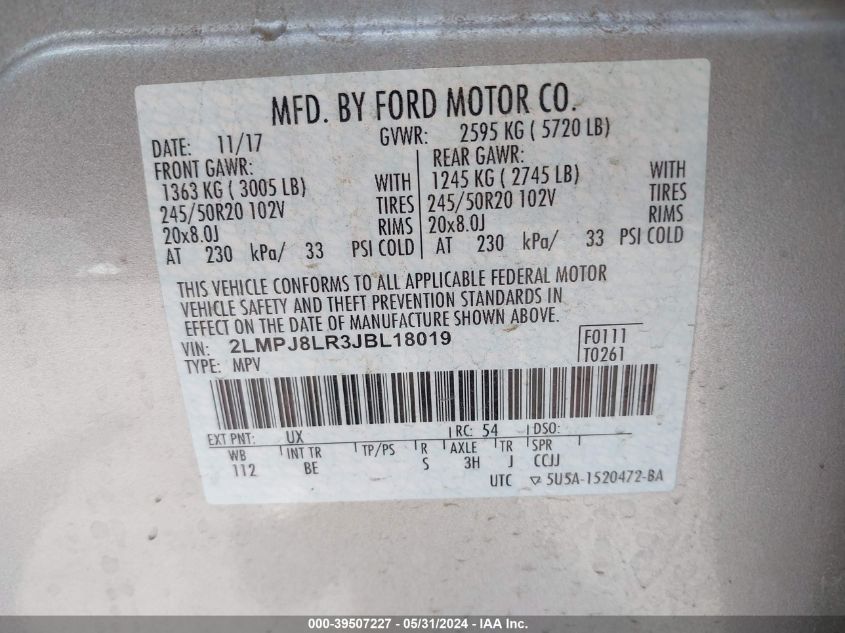 MFD. BY FORD MOTOR CO.
DATE: 11/17 GVWR: 2595 KG ( 5720 LB)
FRONT GAWR: REAR GAWR:
1363 KG ( 3005 LB) WITH 1245 KG ( 2745 LB) WITH
245/50R20 102V TIRES 245/50R20 102V TIRES
20x8.0J RIMS 20x8.0J RIMS
AT 230 kPa/ 33 PSI COLD AT 230 kPa/ 33 PSI COLD
THIS VEHICLE CONFORMS TO ALL APPLICABLE FEDERAL MOTOR
VEHICLE SAFETY AND THEFT PREVENTION STANDARDS IN
EFFECT ON THE DATE OF MANUFACTURE SHOWN ABOVE.
VIN: 2LMPJ8LR3JBL18019 F0111
TYPE: MPV T0261
EXT PNT: UX RC: 54 DSO:
WB INT TR TP/PS R AXLE TR SPR
112 BE S 3H J CCJJ
UTC ▽ 5U5A-1520472-BA
000-39507227 - 05/31/2024 - IAA Inc.